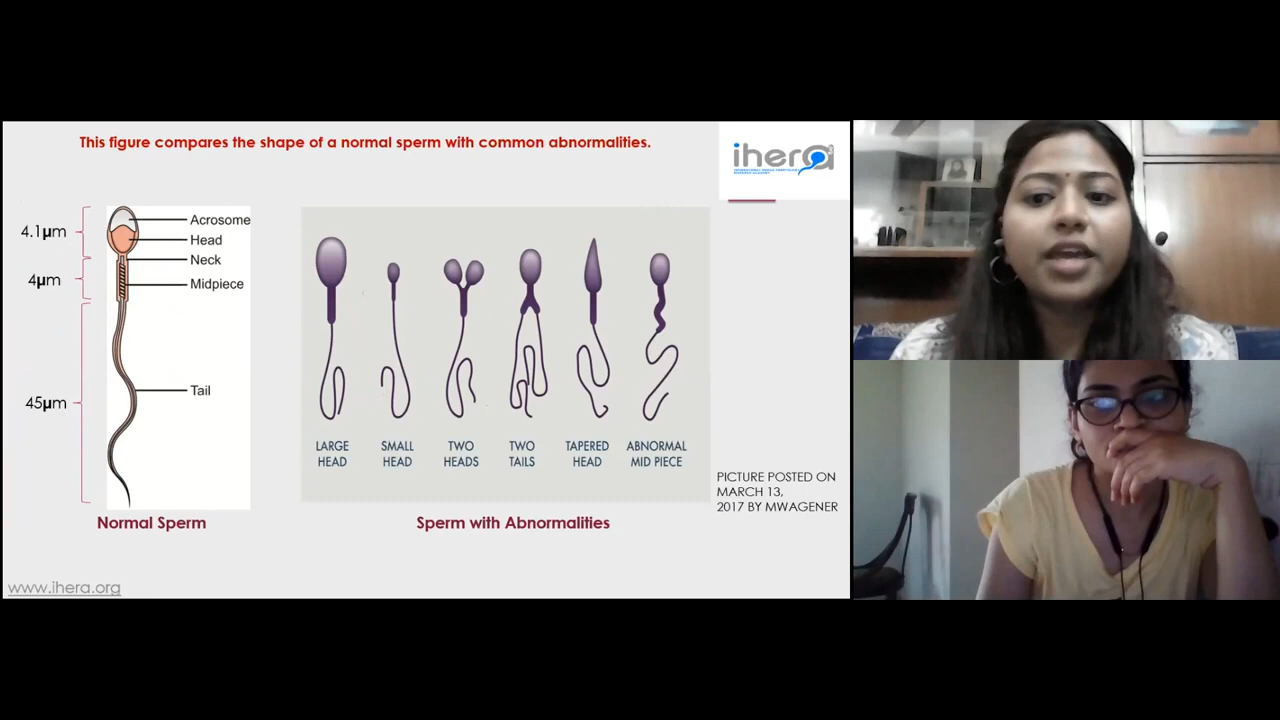 This figure compares the shape of a normal sperm with common abnormalities.
ihera
4.1µm
4µm
45µm
Acrosome
Head
Neck
Midpiece
Tail
Normal Sperm
LARGE HEAD
SMALL HEAD
TWO HEADS
TWO TAILS
TAPERED HEAD
ABNORMAL MID PIECE
Sperm with Abnormalities
PICTURE POSTED ON
MARCH 13,
2017 BY MWAGENER
www.ihera.org